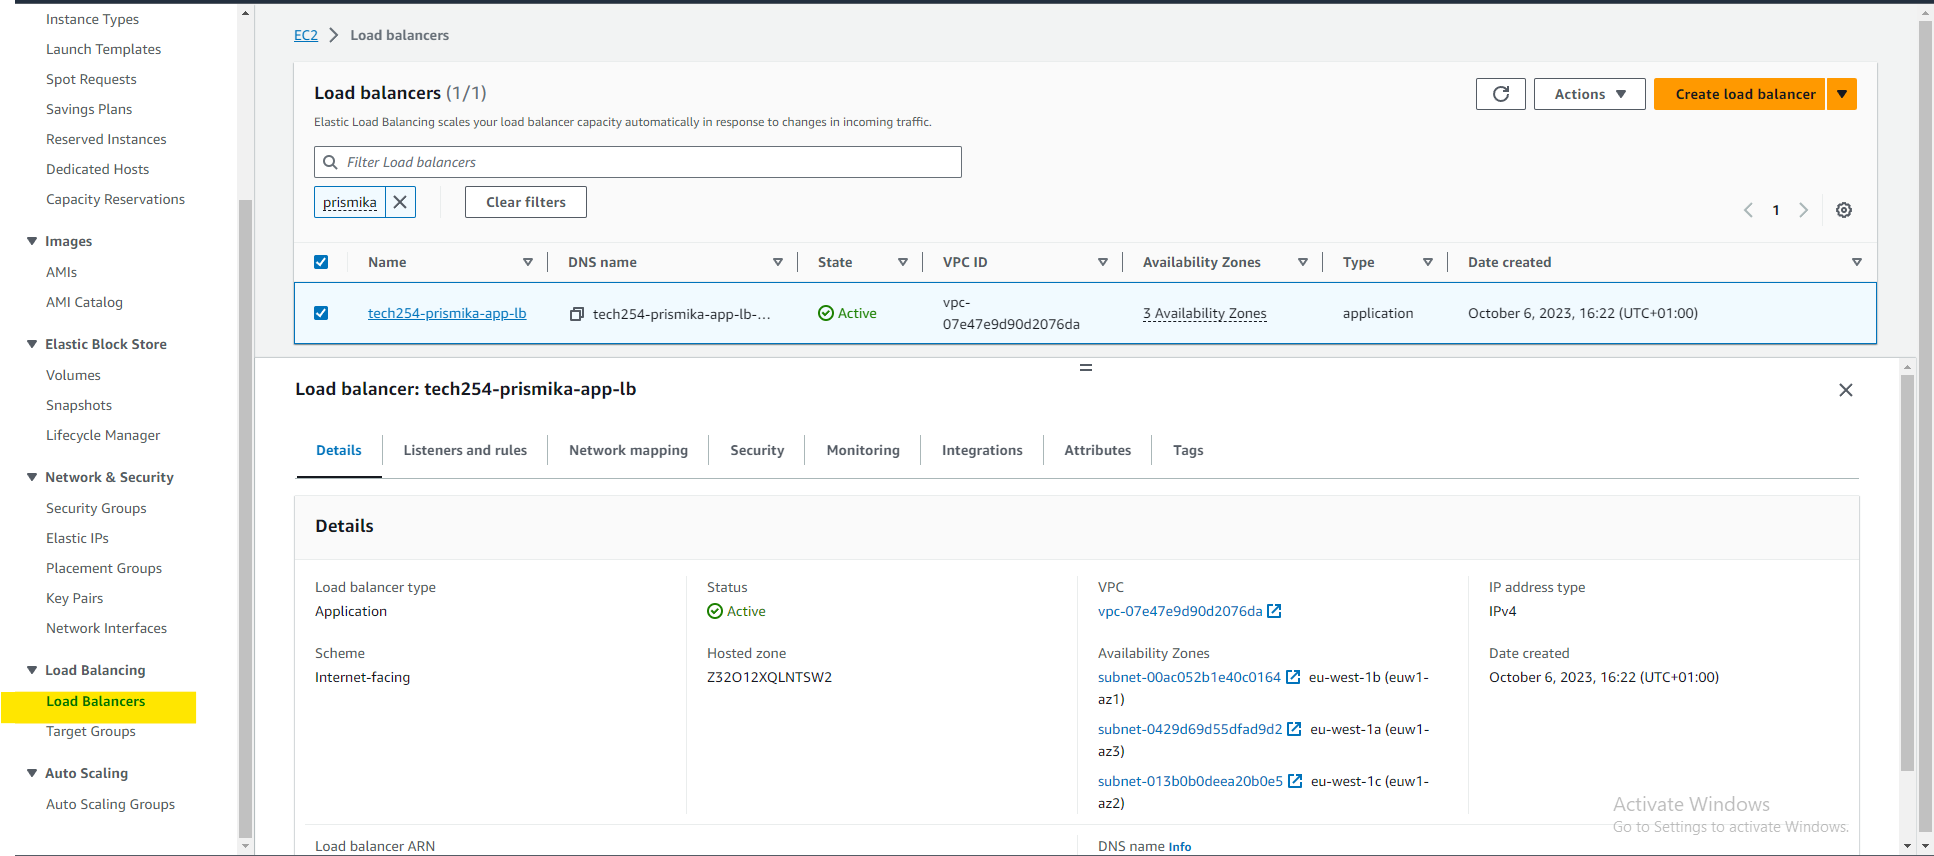 Instance Types
Launch Templates
Spot Requests
Savings Plans
Reserved Instances
Dedicated Hosts
Capacity Reservations
Images
AMIs
AMI Catalog
Elastic Block Store
Volumes
Snapshots
Lifecycle Manager
Network & Security
Security Groups
Elastic IPs
Placement Groups
Key Pairs
Network Interfaces
Load Balancing
Load Balancers
Target Groups
Auto Scaling
Auto Scaling Groups
EC2 Load balancers
Load balancers (1/1)
Actions
Create load balancer
Elastic Load Balancing scales your load balancer capacity automatically in response to changes in incoming traffic.
Filter Load balancers
prismika
Clear filters
1
Name DNS name State VPC ID Availability Zones Type Date created
tech254-prismika-app-lb tech254-prismika-app-lb-... Active vpc-
07e47e9d90d2076da 3 Availability Zones application October 6, 2023, 16:22 (UTC+01:00)
Load balancer: tech254-prismika-app-lb
Details Listeners and rules Network mapping Security Monitoring Integrations Attributes Tags
Details
Load balancer type
Application
Scheme
Internet-facing
Status
Active
Hosted zone
Z32O12XQLNTSW2
VPC
vpc-07e47e9d90d2076da
Availability Zones
subnet-00ac052b1e40c0164 eu-west-1b (euw1-
az1)
subnet-0429d69d55dfad9d2 eu-west-1a (euw1-
az3)
subnet-013b0b0deea20b0e5 eu-west-1c (euw1-
az2)
IP address type
IPv4
Date created
October 6, 2023, 16:22 (UTC+01:00)
Load balancer ARN
DNS name Info
Activate Windows
Go to Settings to activate Windows.